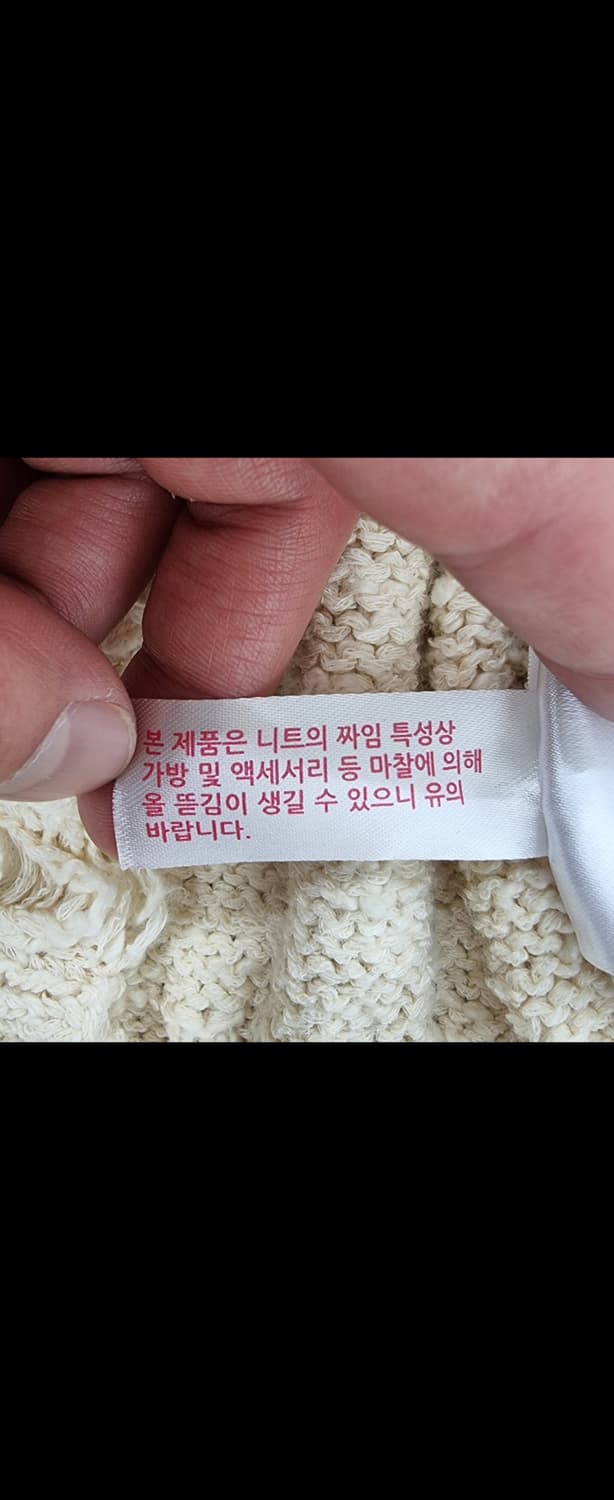 본 제품은 니트의 짜임 특성상
가방 및 액세서리 등 마찰에 의해
올 뜯김이 생길 수 있으니 유의
바랍니다.